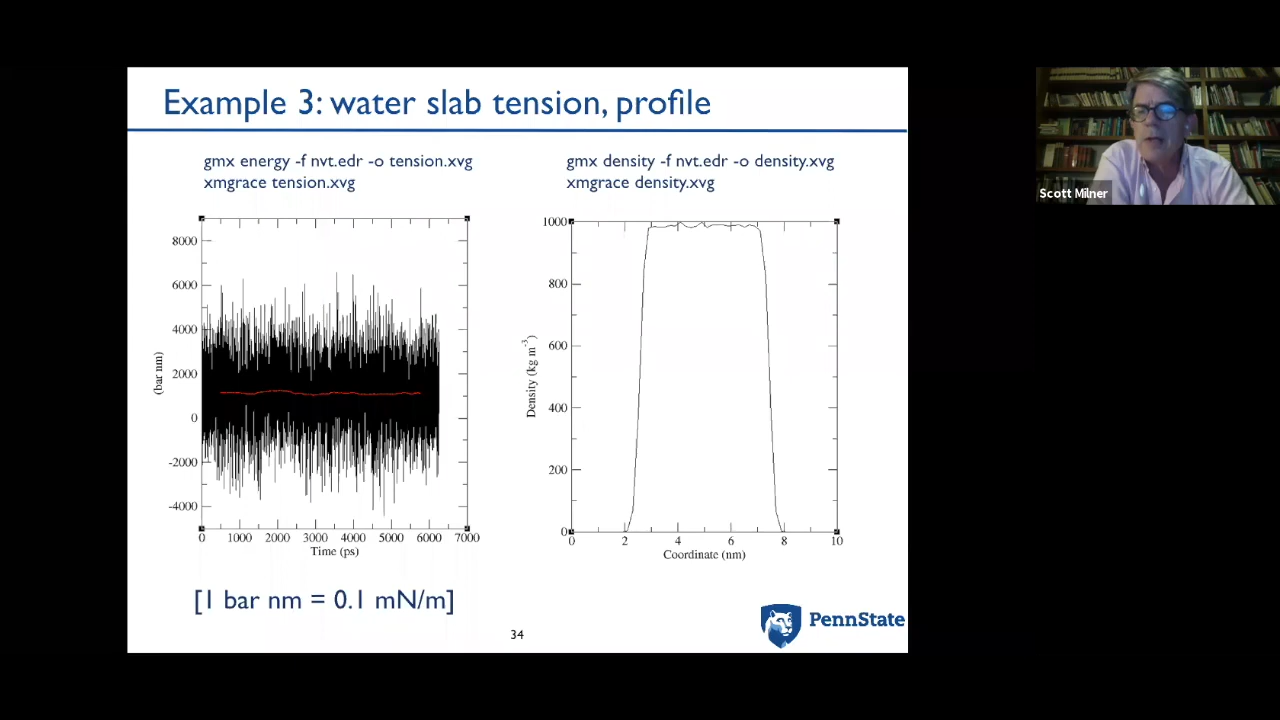 Example 3: water slab tension, profile
gmx energy -f nvt.edr -o tension.xvg
xmgrace tension.xvg
gmx density -f nvt.edr -o density.xvg
xmgrace density.xvg
8000
6000
4000
2000
0
-2000
-4000
(bar nm)
0 1000 2000 3000 4000 5000 6000 7000
Time (ps)
1000
800
600
400
200
0
Density (kg m⁻³)
0 2 4 6 8 10
Coordinate (nm)
[1 bar nm = 0.1 mN/m]
34
PennState
Scott Milner